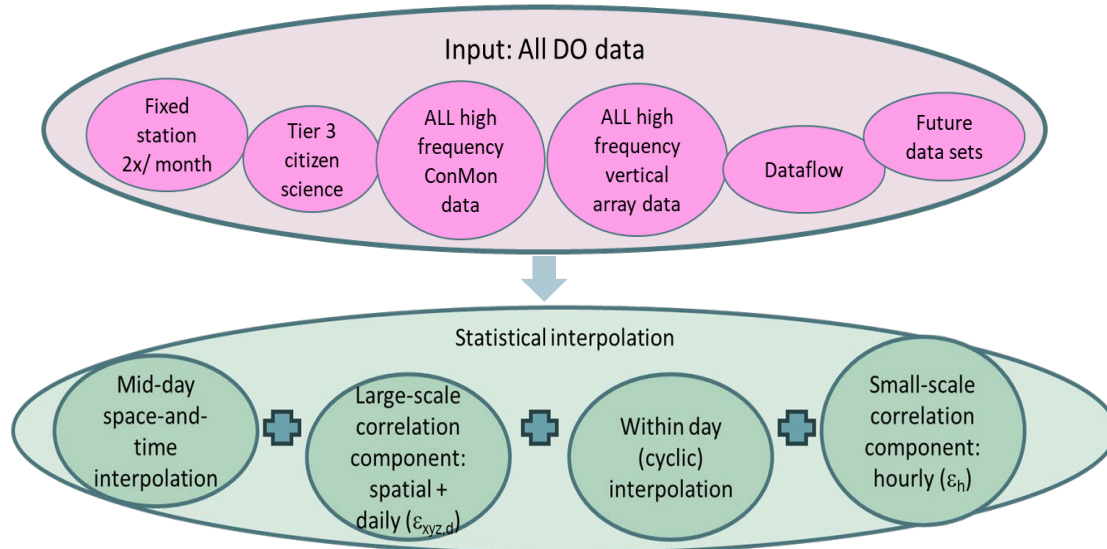 Input: All DO data
Fixed
station
2x/ month
Tier 3
citizen
science
ALL high
frequency
ConMon
data
ALL high
frequency
vertical
array data
Dataflow
Future
data sets
Statistical interpolation
Mid-day
space-and-
time
interpolation
Large-scale
correlation
component:
spatial +
daily (εxyz,d)
Within day
(cyclic)
interpolation
Small-scale
correlation
component:
hourly (εh)